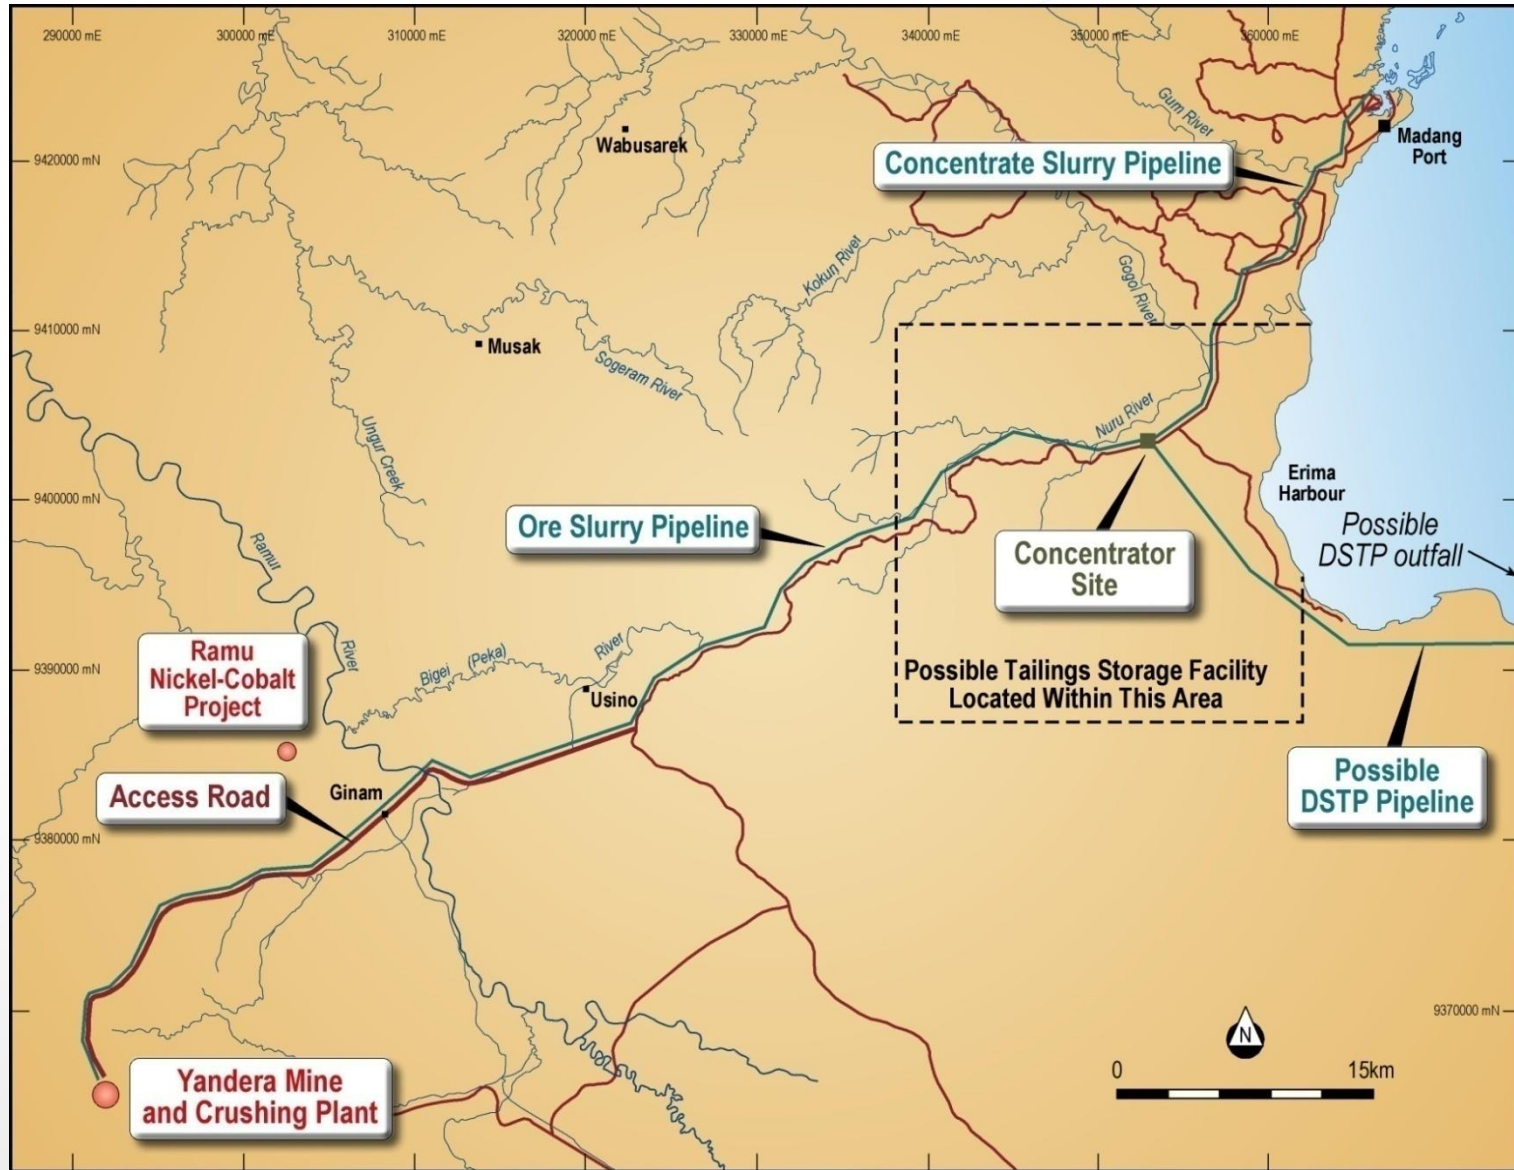 290000 mE
300000 mE
310000 mE
320000 mE
330000 mE
340000 mE
350000 mE
360000 mE
Gum River
Madang
Port
Wabusarek
9420000 mN
Concentrate Slurry Pipeline
Kokun River
Gogol River
9410000 mN
Musak
Sogeram River
Ungur Creek
Nuru River
Erima
Harbour
9400000 mN
Ore Slurry Pipeline
Possible
DSTP outfall
Concentrator
Site
Ramur
River
Ramu
Nickel-Cobalt
Project
Bigei (Peka)
River
9390000 mN
Usino
Possible Tailings Storage Facility
Located Within This Area
Access Road
Ginam
Possible
DSTP Pipeline
9380000 mN
9370000 mN
N
Yandera Mine
and Crushing Plant
0
15km